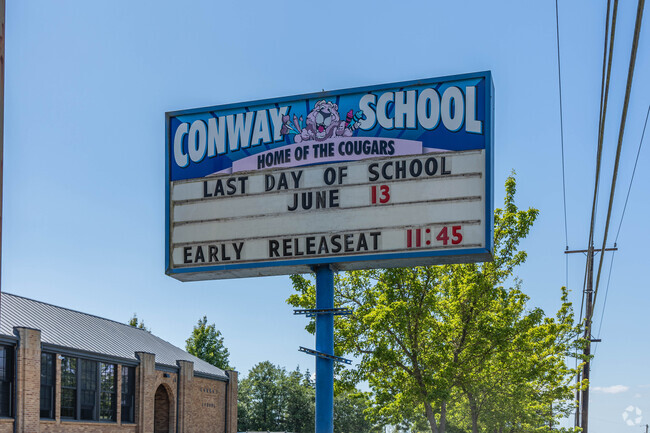 CONWAY SCHOOL
HOME OF THE COUGARS
LAST DAY OF SCHOOL
JUNE 13
EARLY RELEASEAT 11:45